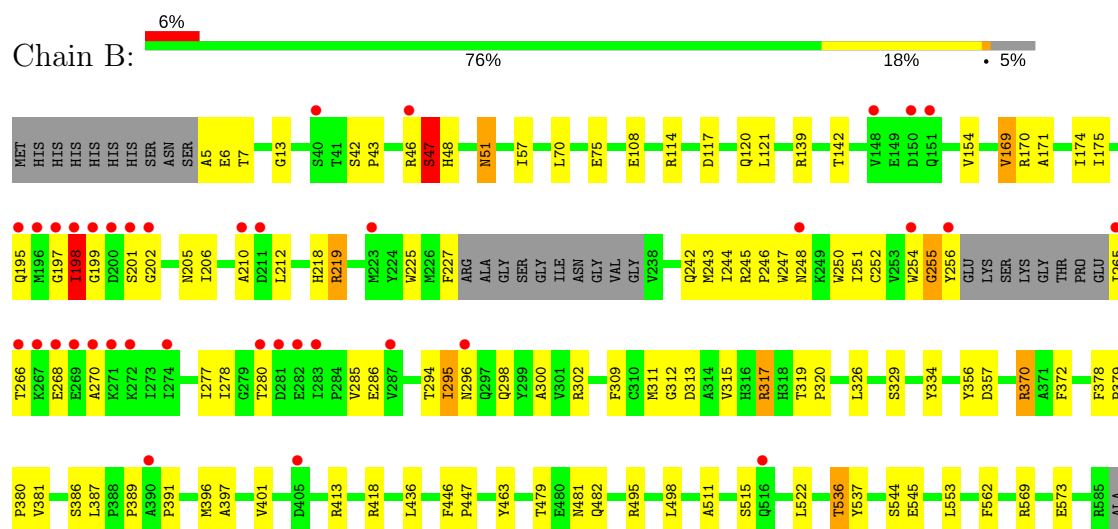 6%
Chain B:
76% 18% • 5%
MET HIS HIS HIS HIS HIS HIS SER ASN SER A5 E6 T7 G13 S40 T41 S42 P43 R46 S47 H48 N51 I57 L70 E75 E108 R114 D117 Q120 L121 R139 T142 V148 E149 D150 Q151 V154 V169 R170 A171 I174 I175
Q195 M196 G197 I198 G199 D200 S201 G202 N205 I206 A210 D211 L212 H218 R219 M223 Y224 W225 M226 F227 ARG ALA GLY SER GLY ILE ASN GLY VAL GLY V238 Q242 M243 I244 R245 P246 W247 N248 K249 W250 I251 C252 V253 W254 G255 Y256 GLU LYS SER LYS GLY THR PRO GLU I265
T266 K267 E268 E269 A270 K271 K272 I273 I274 I277 I278 G279 T280 D281 E282 I283 P284 V285 E286 V287 T294 I295 N296 Q297 Q298 Y299 A300 V301 R302 F309 C310 M311 G312 D313 A314 V315 H316 R317 H318 T319 P320 L326 S329 Y334 Y356 D357 R370 A371 F372 F378 P379
P380 V381 S386 L387 P388 P389 A390 P391 M396 A397 V401 D405 R413 R418 L436 F446 P447 Y463 T479 E480 N481 Q482 R495 L498 A511 S515 Q516 L522 T536 Y537 S544 E545 L553 F562 R569 E573 R585